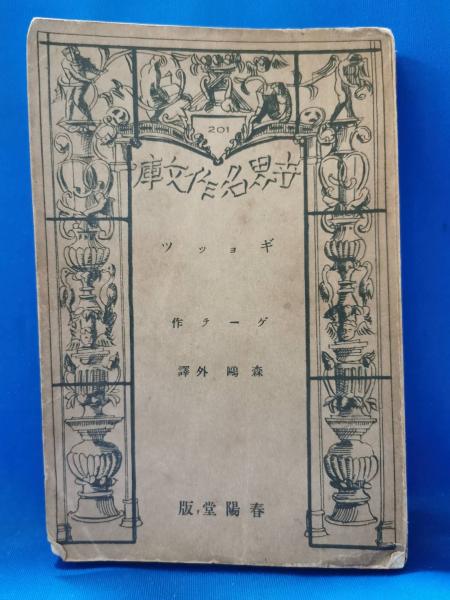 201
世界名作文庫
ギョッツ
ゲーテ作
森鷗外譯
春陽堂版